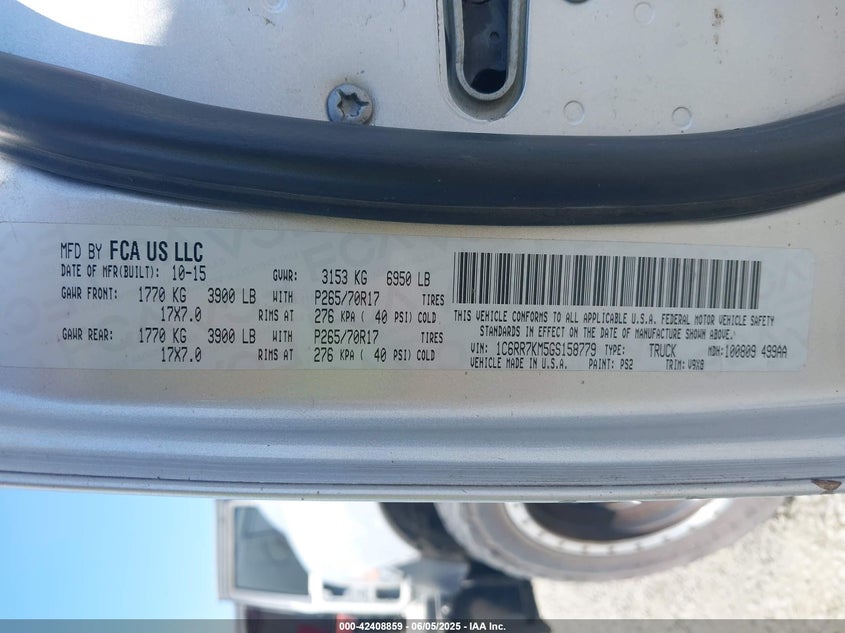 MFD BY FCA US LLC
DATE OF MFR(BUILT): 10-15 GVWR: 3153 KG 6950 LB
GAWR FRONT: 1770 KG 3900 LB WITH P265/70R17 TIRES
17X7.0 RIMS AT 276 KPA ( 40 PSI) COLD
GAWR REAR: 1770 KG 3900 LB WITH P265/70R17 TIRES
17X7.0 RIMS AT 276 KPA ( 40 PSI) COLD
THIS VEHICLE CONFORMS TO ALL APPLICABLE U.S.A. FEDERAL MOTOR VEHICLE SAFETY
STANDARDS IN EFFECT ON THE DATE OF MANUFACTURE SHOWN ABOVE.
VIN: 1C6RR7KM5GS158779 TYPE: TRUCK MDH: 100809 499AA
VEHICLE MADE IN U.S.A. PAINT: PS2 TRIM: V9X8
000-42408859 - 06/05/2025 - IAA Inc.